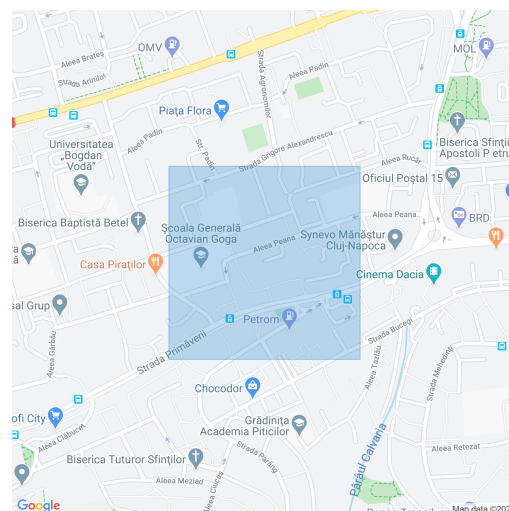 OMV
MOL
Aleea Brateș
Strada Arinilor
Aleea Padin
Strada Agronomilor
Piața Flora
Universitatea
„Bogdan
Vodă”
Aleea Padin
Str. Padin
Strada Grigore Alexandrescu
Biserica Sfinții
Apostoli Petru
Aleea Rucăr
Oficiul Poștal 15
Biserica Baptistă Betel
Școala Generală
Octavian Goga
Aleea Peana
BRD
Aleea Peana
Synevo Mănăștur
Cluj-Napoca
Casa Piraților
Cinema Dacia
sal Grup
Petrom
Strada Bucegi
Strada Primăverii
Aleea Gârbău
Aleea Tazlău
Strada Mehedinți
Chocodor
ofi City
Grădinița
Academia Piticilor
Aleea Clăbucet
Strada Parâng
Pârâul Calvaria
Aleea Retezat
Biserica Tuturor Sfinților
Aleea Meziad
Aleea Ciucaș
Google
Map data ©202